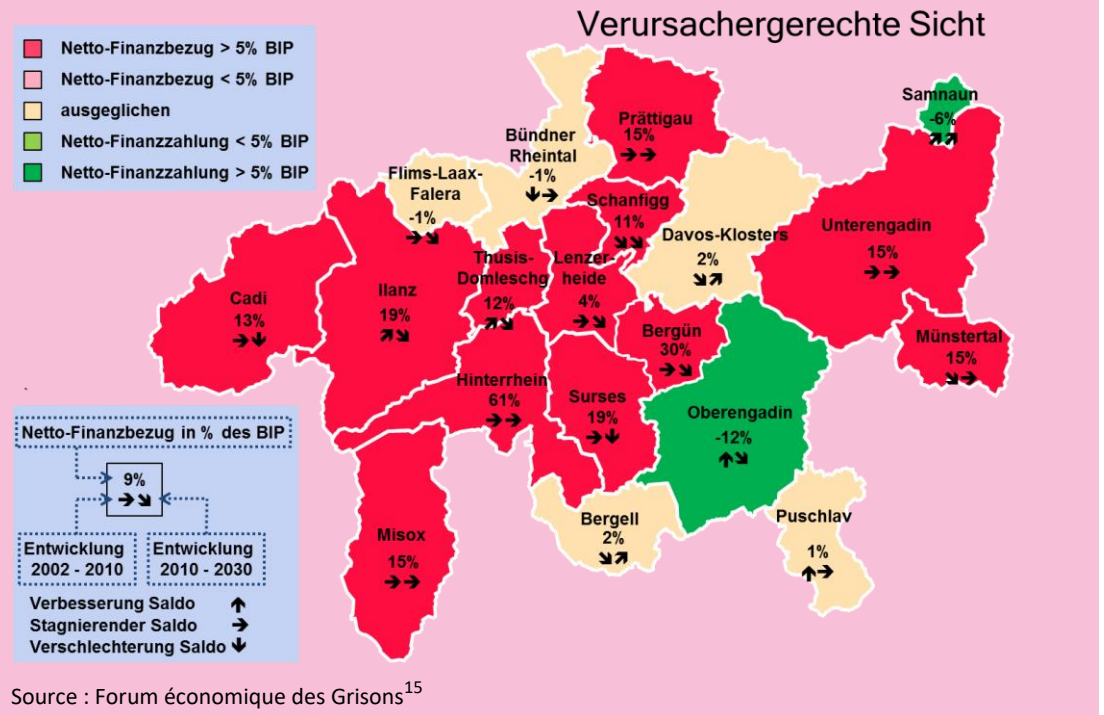 Verursachergerechte Sicht
Netto-Finanzbezug > 5% BIP
Netto-Finanzbezug < 5% BIP
ausgeglichen
Netto-Finanzzahlung < 5% BIP
Netto-Finanzzahlung > 5% BIP
Samnaun
-6%
Prättigau
15%
Bündner
Rheintal
-1%
Flims-Laax-
Falera
-1%
Schanfigg
11%
Davos-Klosters
2%
Unterengadin
15%
Thusis-
Domleschg
12%
Lenzer-
heide
4%
Cadi
13%
Ilanz
19%
Bergün
30%
Münstertal
15%
Hinterrhein
61%
Surses
19%
Oberengadin
-12%
Misox
15%
Bergell
2%
Puschlav
1%
Netto-Finanzbezug in % des BIP
9%
Entwicklung
2002 - 2010
Entwicklung
2010 - 2030
Verbesserung Saldo
Stagnierender Saldo
Verschlechterung Saldo
Source : Forum économique des Grisons15